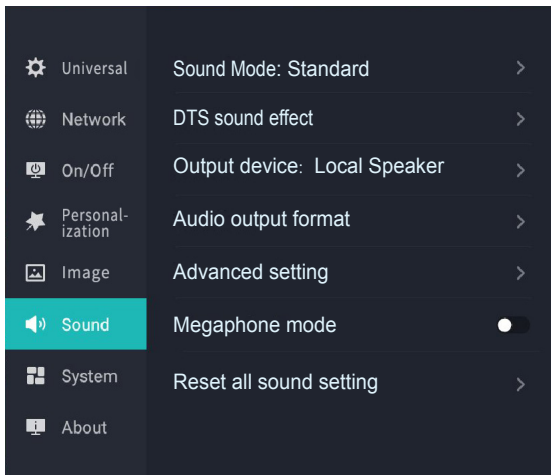 Universal
Network
On/Off
Personal-
ization
Image
Sound
System
About
Sound Mode: Standard
DTS sound effect
Output device: Local Speaker
Audio output format
Advanced setting
Megaphone mode
Reset all sound setting